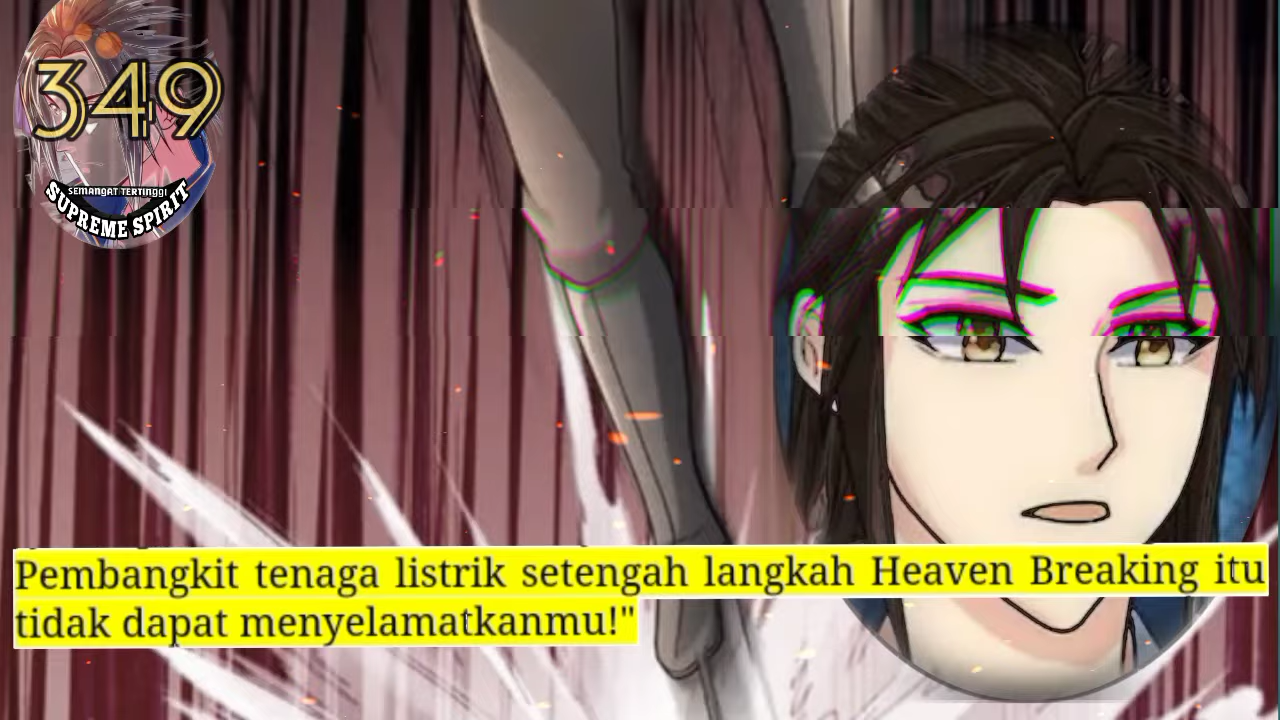 349
SEMANGAT TERTINGGI
SUPREME SPIRIT
Pembangkit tenaga listrik setengah langkah Heaven Breaking itu
tidak dapat menyelamatkanmu!"